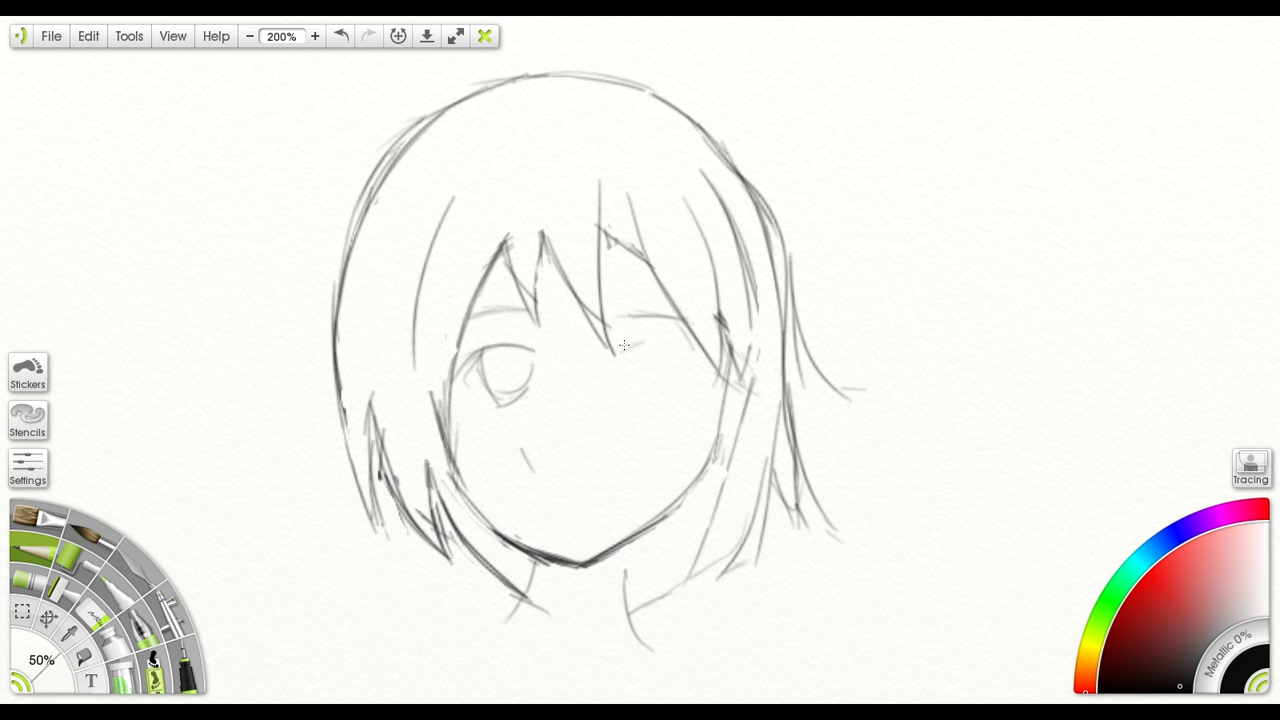 File Edit Tools View Help − 200% +
Stickers
Stencils
Settings
Tracing
50%
T
Metallic 0%